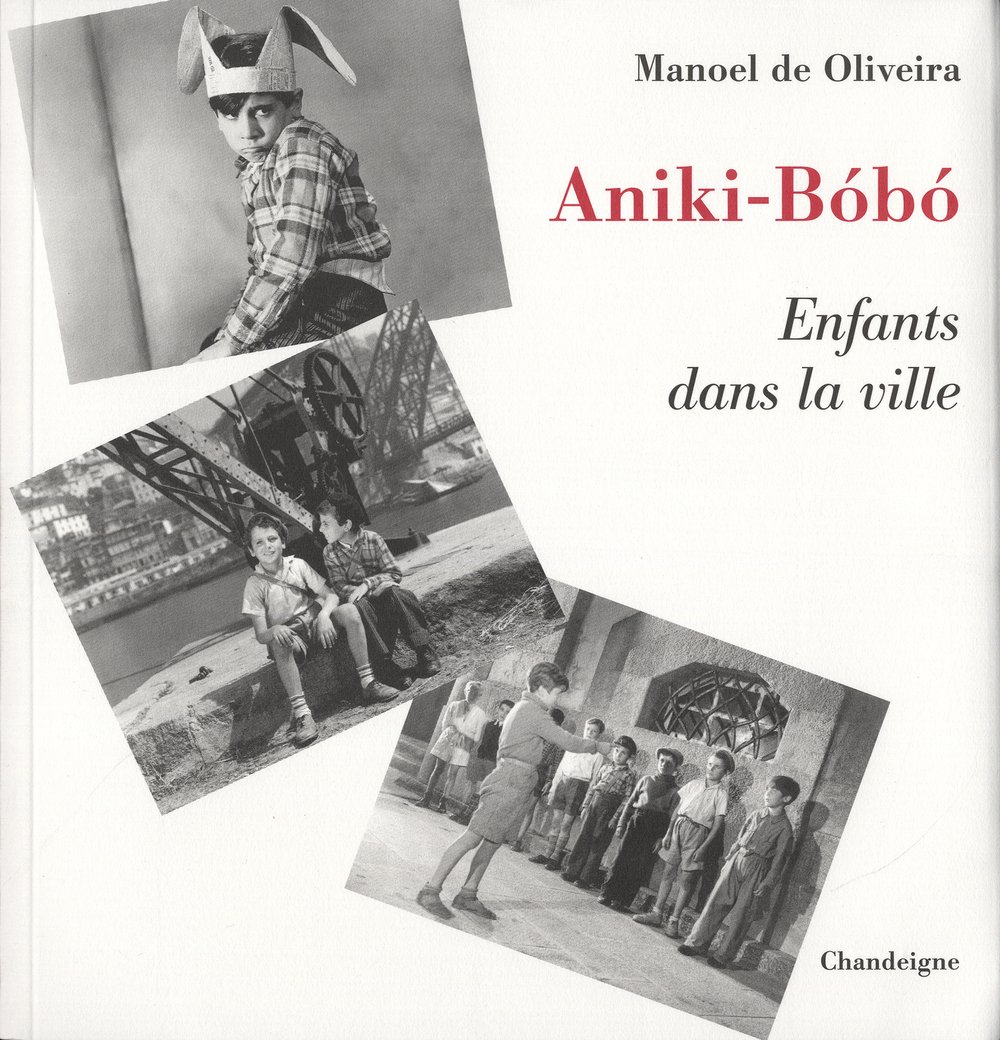 Manoel de Oliveira
Aniki-Bóbó
Enfants
dans la ville
Chandeigne